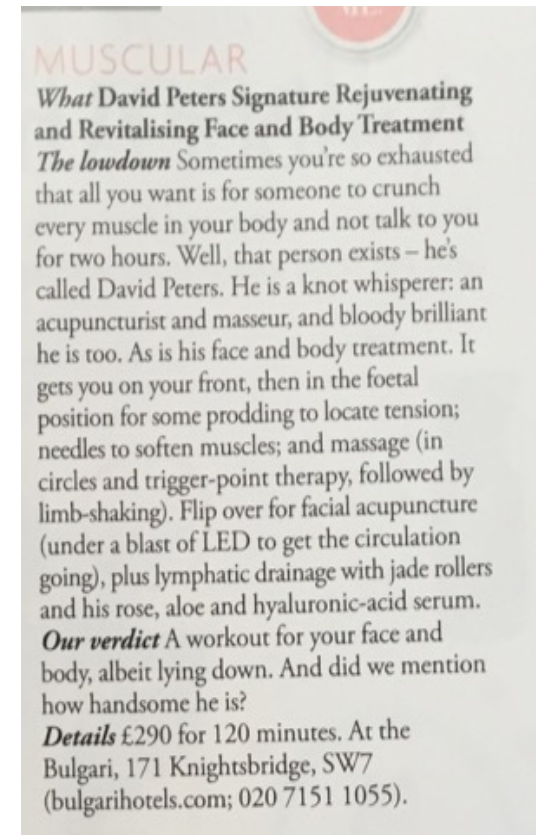 MUSCULAR
What David Peters Signature Rejuvenating
and Revitalising Face and Body Treatment
The lowdown Sometimes you're so exhausted
that all you want is for someone to crunch
every muscle in your body and not talk to you
for two hours. Well, that person exists – he's
called David Peters. He is a knot whisperer: an
acupuncturist and masseur, and bloody brilliant
he is too. As is his face and body treatment. It
gets you on your front, then in the foetal
position for some prodding to locate tension;
needles to soften muscles; and massage (in
circles and trigger-point therapy, followed by
limb-shaking). Flip over for facial acupuncture
(under a blast of LED to get the circulation
going), plus lymphatic drainage with jade rollers
and his rose, aloe and hyaluronic-acid serum.
Our verdict A workout for your face and
body, albeit lying down. And did we mention
how handsome he is?
Details £290 for 120 minutes. At the
Bulgari, 171 Knightsbridge, SW7
(bulgarihotels.com; 020 7151 1055).